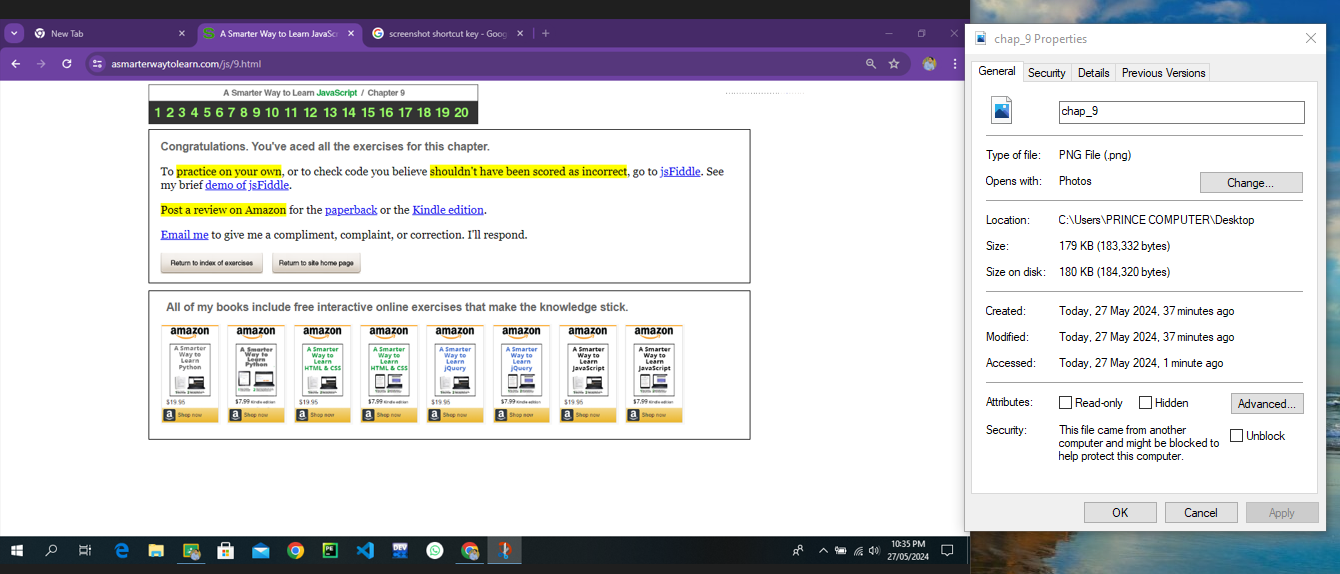 New Tab
A Smarter Way to Learn JavaSc
screenshot shortcut key - Goog
asmarterwaytolearn.com/js/9.html
A Smarter Way to Learn JavaScript / Chapter 9
1 2 3 4 5 6 7 8 9 10 11 12 13 14 15 16 17 18 19 20
Congratulations. You've aced all the exercises for this chapter.
To practice on your own, or to check code you believe shouldn't have been scored as incorrect, go to jsFiddle. See
my brief demo of jsFiddle.
Post a review on Amazon for the paperback or the Kindle edition.
Email me to give me a compliment, complaint, or correction. I'll respond.
Return to index of exercises
Return to site home page
All of my books include free interactive online exercises that make the knowledge stick.
amazon amazon amazon amazon amazon amazon amazon amazon
A Smarter Way to Learn Python
A Smarter Way to Learn Python
A Smarter Way to Learn HTML & CSS
A Smarter Way to Learn HTML & CSS
A Smarter Way to Learn jQuery
A Smarter Way to Learn jQuery
A Smarter Way to Learn JavaScript
A Smarter Way to Learn JavaScript
$19.95 $7.99 Kindle edition $19.95 $7.99 Kindle edition $19.95 $7.99 Kindle edition $19.95 $7.99 Kindle edition
Shop now Shop now Shop now Shop now Shop now Shop now Shop now Shop now
PE
DEV
10:35 PM
27/05/2024
chap_9 Properties
General
Security
Details
Previous Versions
chap_9
Type of file: PNG File (.png)
Opens with: Photos
Change...
Location: C:\Users\PRINCE COMPUTER\Desktop
Size: 179 KB (183,332 bytes)
Size on disk: 180 KB (184,320 bytes)
Created: Today, 27 May 2024, 37 minutes ago
Modified: Today, 27 May 2024, 37 minutes ago
Accessed: Today, 27 May 2024, 1 minute ago
Attributes: Read-only Hidden Advanced...
Security: This file came from another
computer and might be blocked to
help protect this computer.
Unblock
OK Cancel Apply